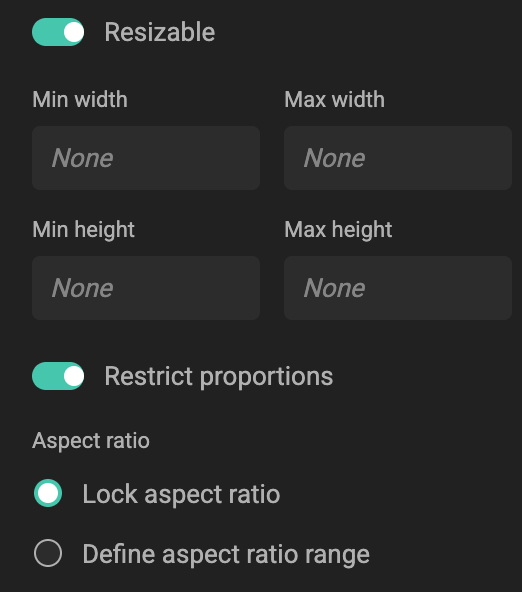 Resizable
Min width
Max width
None
None
Min height
Max height
None
None
Restrict proportions
Aspect ratio
Lock aspect ratio
Define aspect ratio range